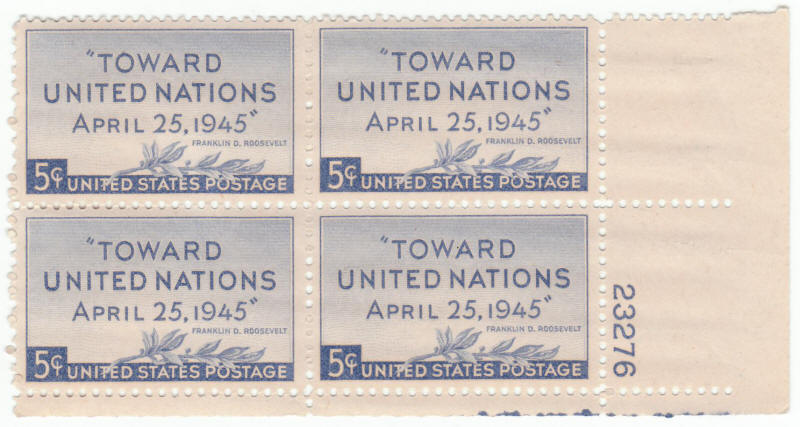 "TOWARD
UNITED NATIONS
APRIL 25, 1945"
FRANKLIN D. ROOSEVELT
5¢ UNITED STATES POSTAGE
"TOWARD
UNITED NATIONS
APRIL 25, 1945"
FRANKLIN D. ROOSEVELT
5¢ UNITED STATES POSTAGE
"TOWARD
UNITED NATIONS
APRIL 25, 1945"
FRANKLIN D. ROOSEVELT
5¢ UNITED STATES POSTAGE
"TOWARD
UNITED NATIONS
APRIL 25, 1945"
FRANKLIN D. ROOSEVELT
5¢ UNITED STATES POSTAGE
23276